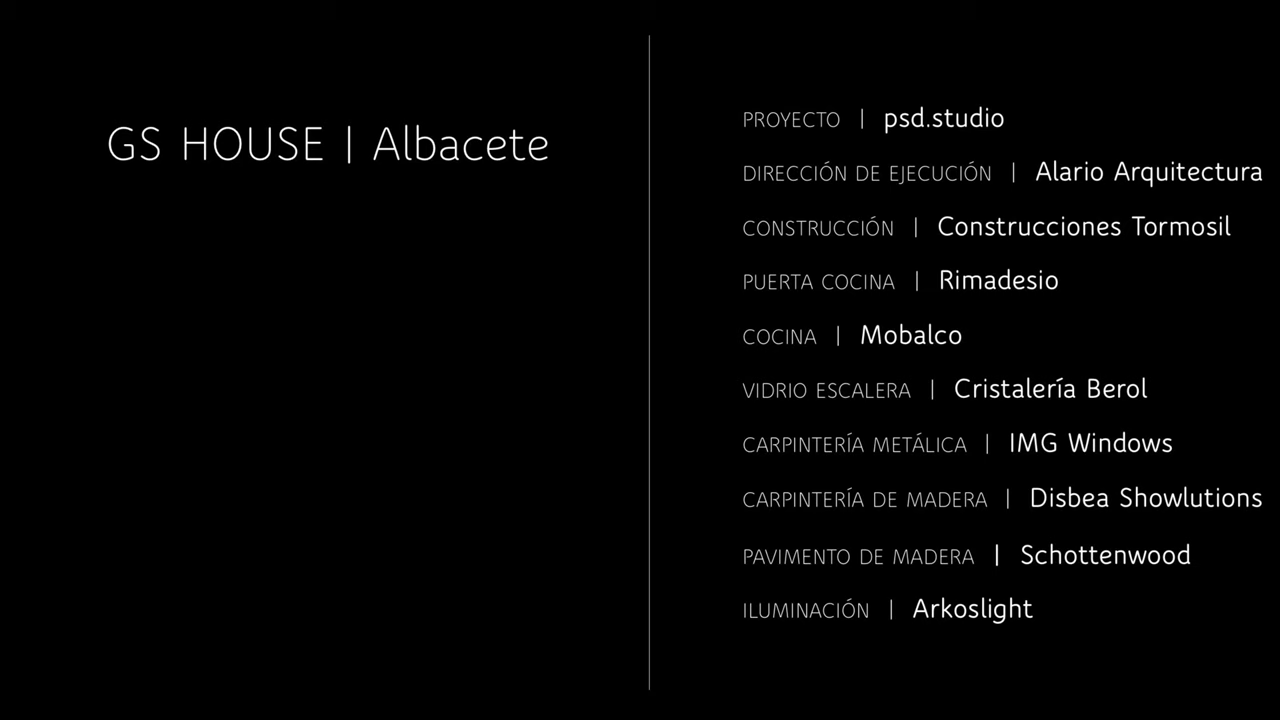 GS HOUSE | Albacete
PROYECTO | psd.studio
DIRECCIÓN DE EJECUCIÓN | Alario Arquitectura
CONSTRUCCIÓN | Construcciones Tormosil
PUERTA COCINA | Rimadesio
COCINA | Mobalco
VIDRIO ESCALERA | Cristalería Berol
CARPINTERÍA METÁLICA | IMG Windows
CARPINTERÍA DE MADERA | Disbea Showlutions
PAVIMENTO DE MADERA | Schottenwood
ILUMINACIÓN | Arkoslight